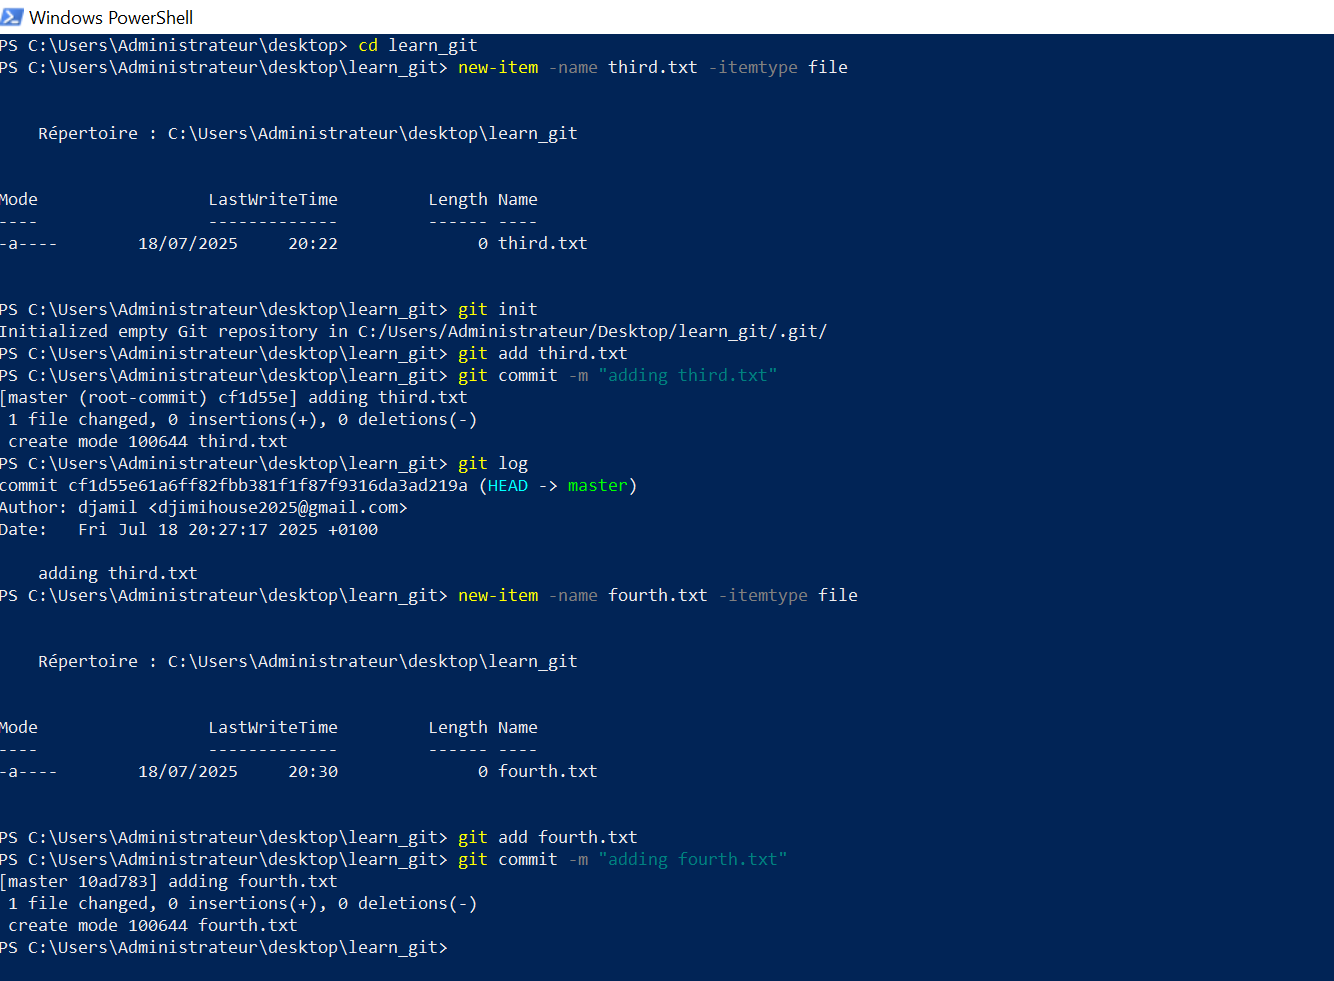 Windows PowerShell
PS C:\Users\Administrateur\desktop> cd learn_git
PS C:\Users\Administrateur\desktop\learn_git> new-item -name third.txt -itemtype file
Répertoire : C:\Users\Administrateur\desktop\learn_git
Mode LastWriteTime Length Name
---- ------------- ------ ----
-a---- 18/07/2025 20:22 0 third.txt
PS C:\Users\Administrateur\desktop\learn_git> git init
Initialized empty Git repository in C:/Users/Administrateur/Desktop/learn_git/.git/
PS C:\Users\Administrateur\desktop\learn_git> git add third.txt
PS C:\Users\Administrateur\desktop\learn_git> git commit -m "adding third.txt"
[master (root-commit) cf1d55e] adding third.txt
1 file changed, 0 insertions(+), 0 deletions(-)
create mode 100644 third.txt
PS C:\Users\Administrateur\desktop\learn_git> git log
commit cf1d55e61a6ff82fbb381f1f87f9316da3ad219a (HEAD -> master)
Author: djamil <djimihouse2025@gmail.com>
Date: Fri Jul 18 20:27:17 2025 +0100
adding third.txt
PS C:\Users\Administrateur\desktop\learn_git> new-item -name fourth.txt -itemtype file
Répertoire : C:\Users\Administrateur\desktop\learn_git
Mode LastWriteTime Length Name
---- ------------- ------ ----
-a---- 18/07/2025 20:30 0 fourth.txt
PS C:\Users\Administrateur\desktop\learn_git> git add fourth.txt
PS C:\Users\Administrateur\desktop\learn_git> git commit -m "adding fourth.txt"
[master 10ad783] adding fourth.txt
1 file changed, 0 insertions(+), 0 deletions(-)
create mode 100644 fourth.txt
PS C:\Users\Administrateur\desktop\learn_git>